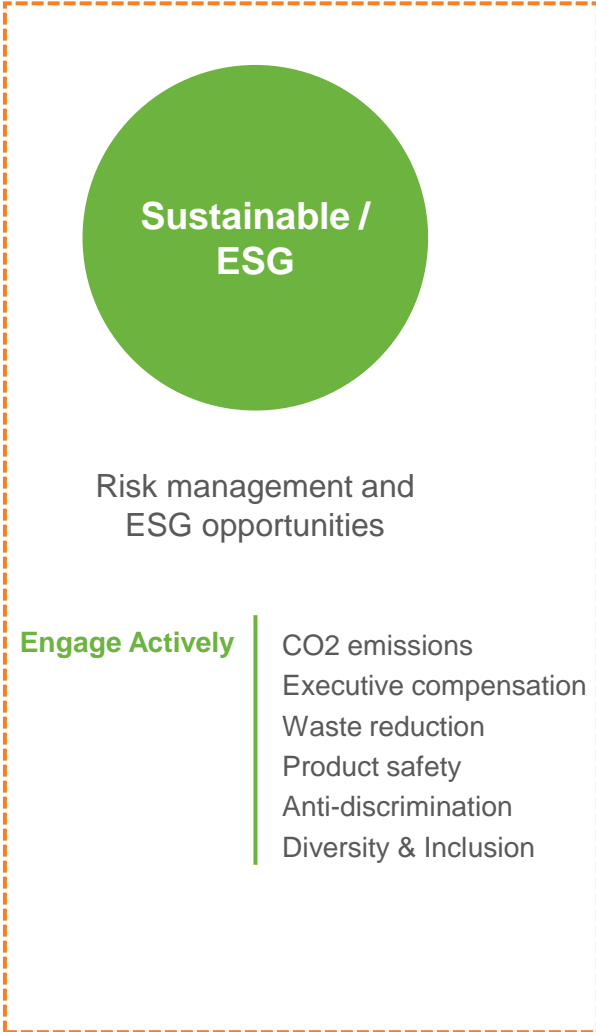 Sustainable /
ESG
Risk management and
ESG opportunities
Engage Actively
CO2 emissions
Executive compensation
Waste reduction
Product safety
Anti-discrimination
Diversity & Inclusion